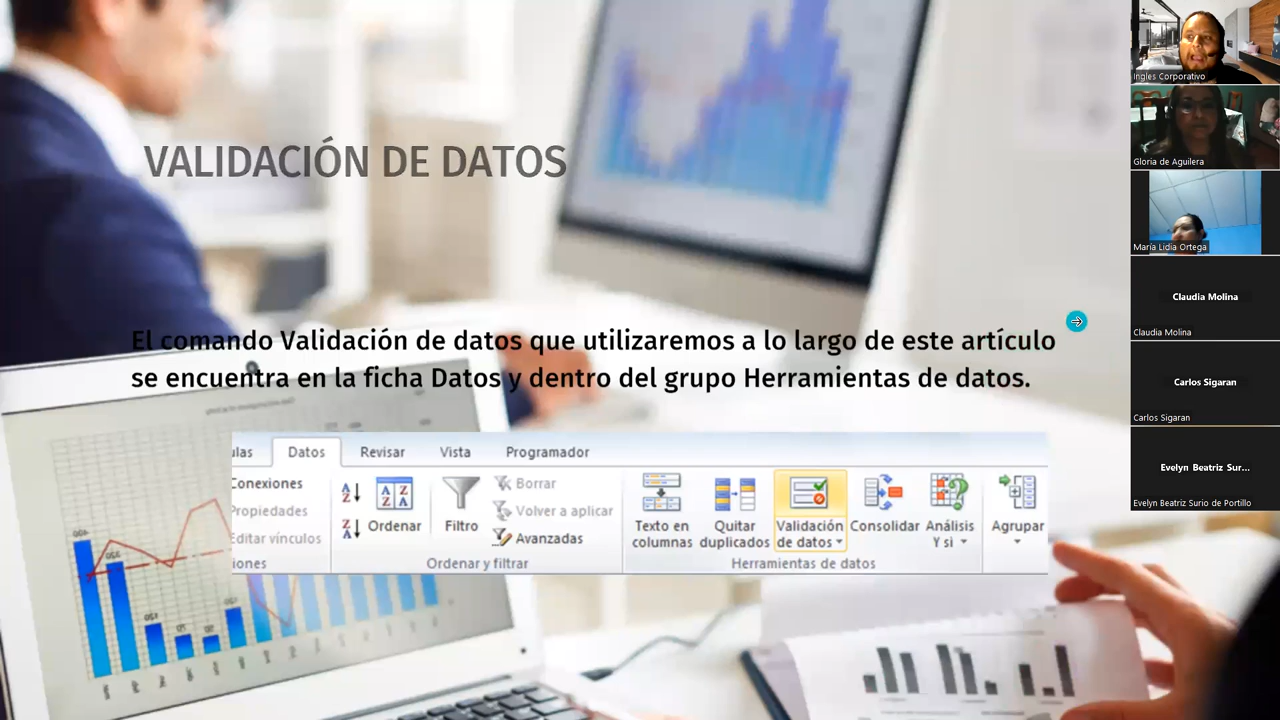 VALIDACIÓN DE DATOS
El comando Validación de datos que utilizaremos a lo largo de este artículo
se encuentra en la ficha Datos y dentro del grupo Herramientas de datos.
ulas Datos Revisar Vista Programador
Conexiones
Propiedades
Editar vínculos
iones
Ordenar
Filtro
Borrar
Volver a aplicar
Avanzadas
Ordenar y filtrar
Texto en
columnas
Quitar
duplicados
Validación
de datos
Consolidar
Análisis
Y si
Agrupar
Herramientas de datos
Ingles Corporativo
Gloria de Aguilera
María Lidia Ortega
Claudia Molina
Claudia Molina
Carlos Sigaran
Carlos Sigaran
Evelyn Beatriz Sur...
Evelyn Beatriz Surio de Portillo